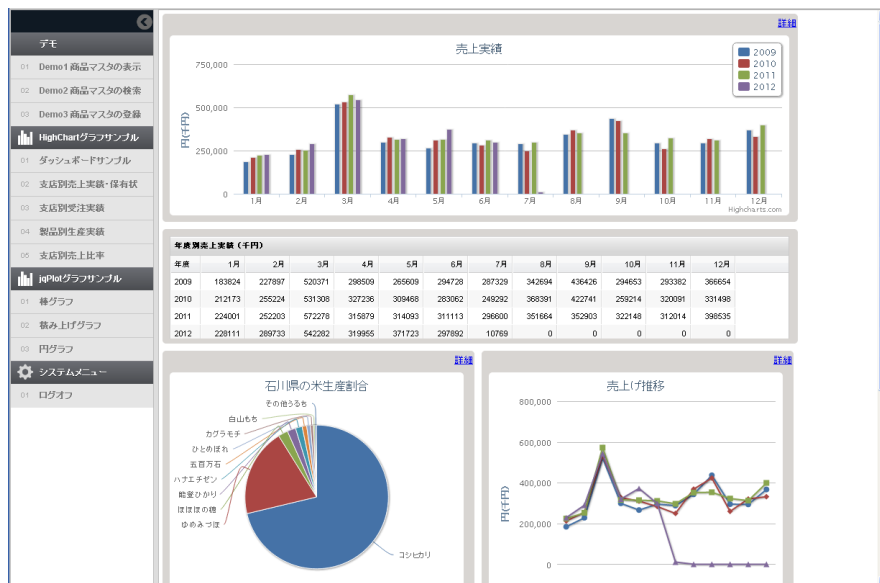 デモ
01 Demo1 商品マスタの表示
02 Demo2 商品マスタの検索
03 Demo3 商品マスタの登録
HighChartグラフサンプル
01 ダッシュボードサンプル
02 支店別売上実績・保有状
03 支店別受注実績
04 製品別生産実績
05 支店別売上比率
jqPlotグラフサンプル
01 棒グラフ
02 積み上げグラフ
03 円グラフ
システムメニュー
01 ログオフ
詳細
売上実績
2009
2010
2011
2012
円(千円)
750,000
500,000
250,000
0
1月 2月 3月 4月 5月 6月 7月 8月 9月 10月 11月 12月
Highcharts.com
年度別売上実績（千円）
年度 1月 2月 3月 4月 5月 6月 7月 8月 9月 10月 11月 12月
2009 183824 227897 520371 298509 265609 294728 287329 342694 436426 294653 293382 366654
2010 212173 255224 531308 327236 309468 283062 249292 368391 422741 259214 320091 331498
2011 224001 252203 572278 315879 314093 311113 296600 351664 352903 322148 312014 398535
2012 228111 289733 542282 319955 371723 297892 10769 0 0 0 0 0
詳細
石川県の米生産割合
その他うるち
白山もち
カグラモチ
ひとめぼれ
五百万石
ハナエチゼン
能登ひかり
ほほほの穂
ゆめみづほ
コシヒカリ
詳細
売上げ推移
円(千円)
800,000
600,000
400,000
200,000
0